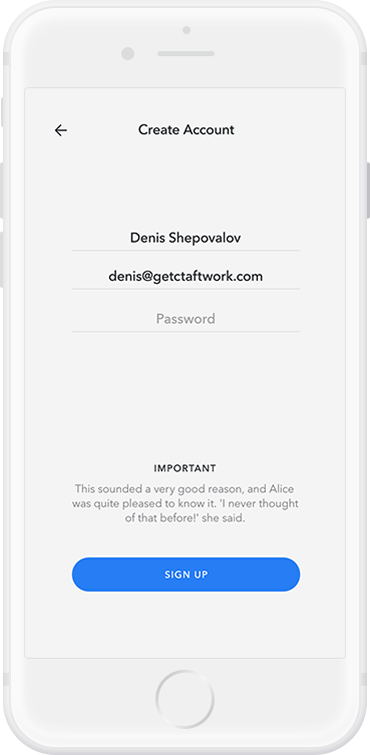 Create Account
Denis Shepovalov
denis@getctaftwork.com
Password
IMPORTANT
This sounded a very good reason, and Alice
was quite pleased to know it. 'I never thought
of that before!' she said.
SIGN UP